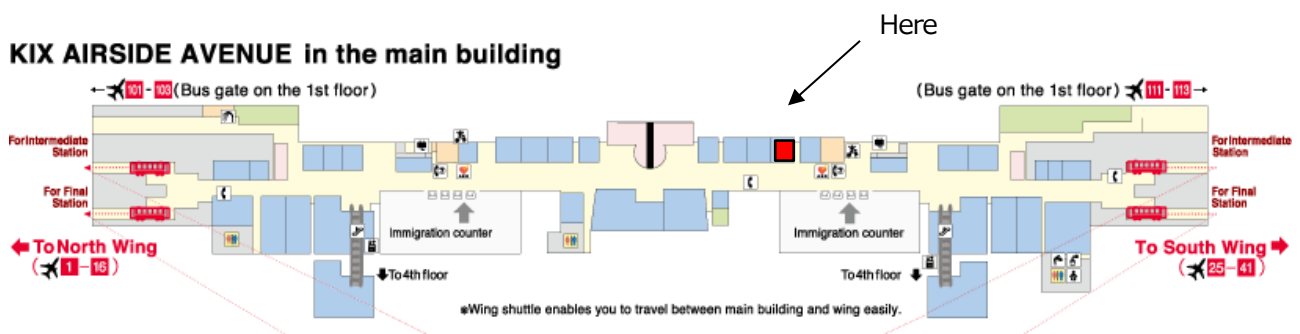 Here
KIX AIRSIDE AVENUE in the main building
←101-103(Bus gate on the 1st floor)
(Bus gate on the 1st floor) 111-113→
For Intermediate
Station
For Intermediate
Station
For Final
Station
For Final
Station
Immigration counter
Immigration counter
To North Wing
(1-16)
To 4th floor
To 4th floor
To South Wing
(25-41)
※Wing shuttle enables you to travel between main building and wing easily.